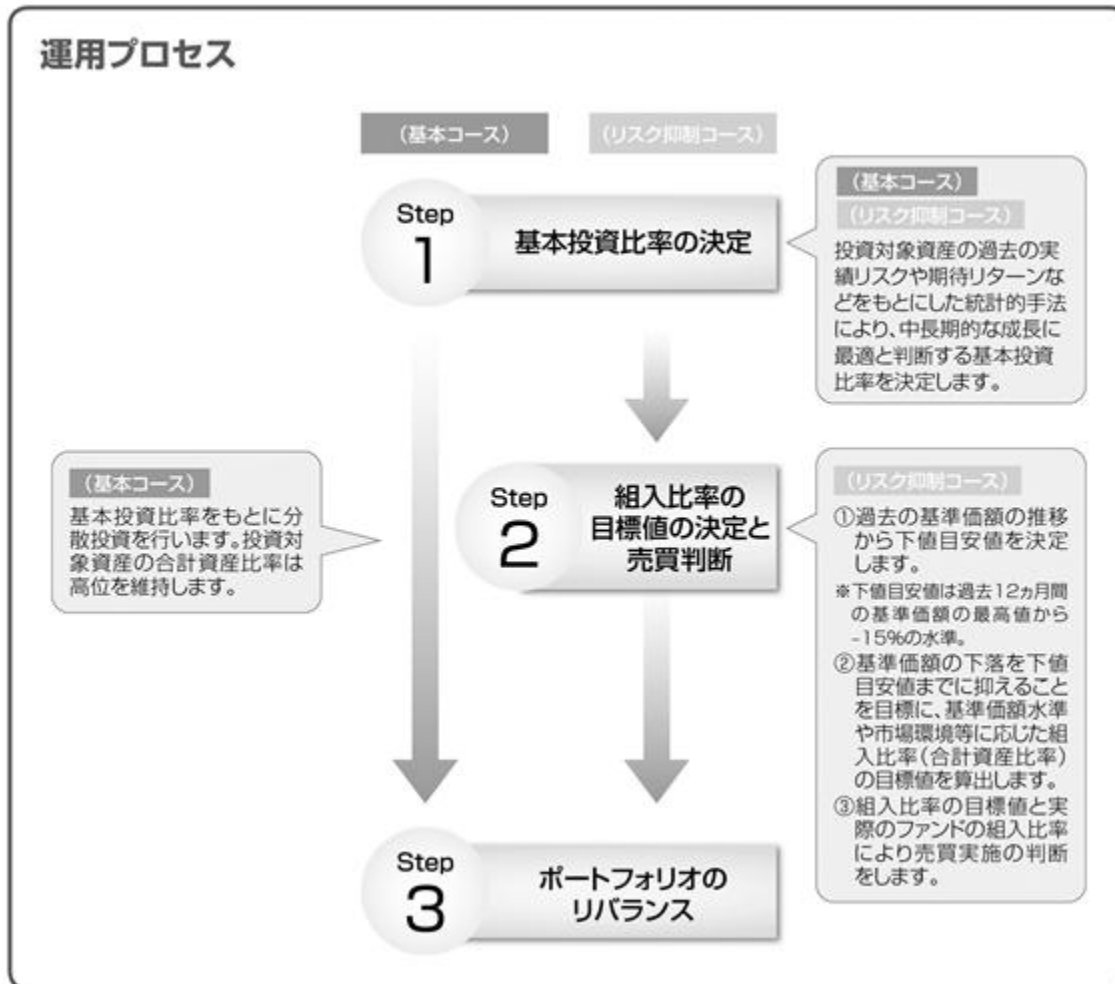 運用プロセス
（基本コース）
（リスク抑制コース）
Step
1
基本投資比率の決定
（基本コース）
（リスク抑制コース）
投資対象資産の過去の実
績リスクや期待リターンな
どをもとにした統計的手法
により、中長期的な成長に
最適と判断する基本投資
比率を決定します。
（基本コース）
基本投資比率をもとに分
散投資を行います。投資対
象資産の合計資産比率は
高位を維持します。
Step
2
組入比率の
目標値の決定と
売買判断
（リスク抑制コース）
①過去の基準価額の推移
から下値目安値を決定
します。
※下値目安値は過去12ヵ月間
の基準価額の最高値から
-15%の水準。
②基準価額の下落を下値
目安値までに抑えること
を目標に、基準価額水準
や市場環境等に応じた組
入比率（合計資産比率）
の目標値を算出します。
③組入比率の目標値と実
際のファンドの組入比率
により売買実施の判断
をします。
Step
3
ポートフォリオの
リバランス